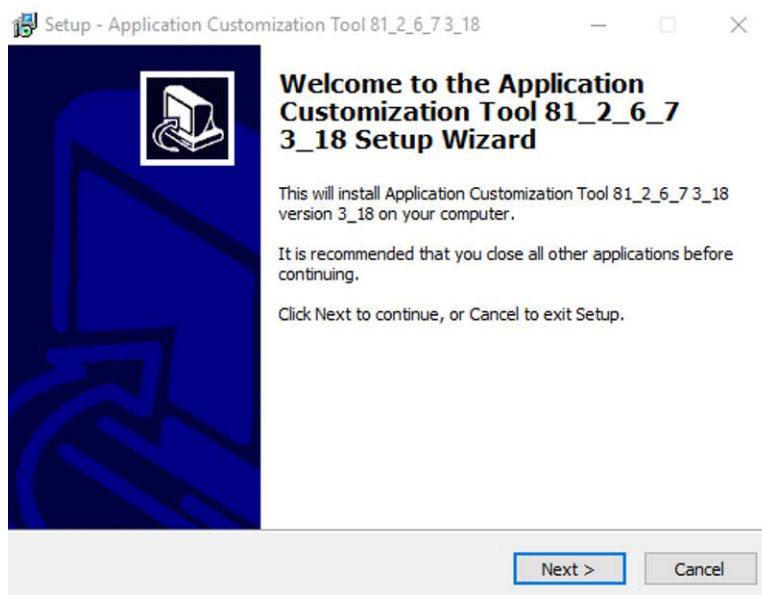 Setup - Application Customization Tool 81_2_6_7 3_18
Welcome to the Application
Customization Tool 81_2_6_7
3_18 Setup Wizard
This will install Application Customization Tool 81_2_6_7 3_18
version 3_18 on your computer.
It is recommended that you close all other applications before
continuing.
Click Next to continue, or Cancel to exit Setup.
Next > Cancel